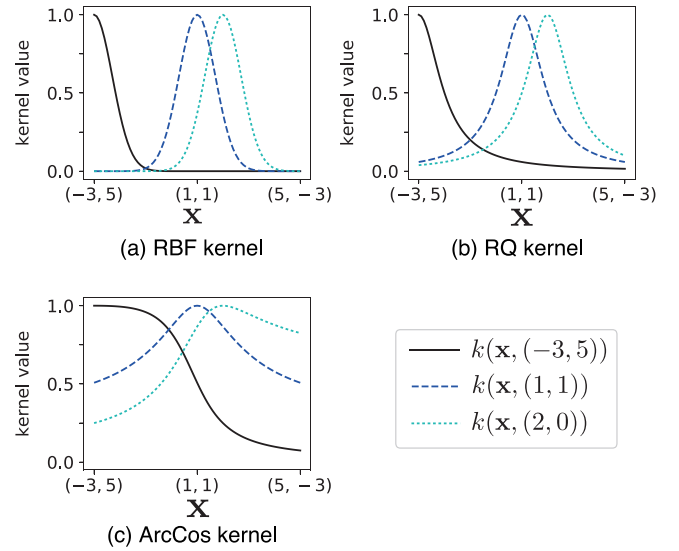 1.0
0.5
0.0
kernel value
(−3, 5)
(1, 1)
(5, −3)
x
(a) RBF kernel
1.0
0.5
0.0
kernel value
(−3, 5)
(1, 1)
(5, −3)
x
(b) RQ kernel
1.0
0.5
0.0
kernel value
(−3, 5)
(1, 1)
(5, −3)
x
(c) ArcCos kernel
k(x, (−3, 5))
k(x, (1, 1))
k(x, (2, 0))